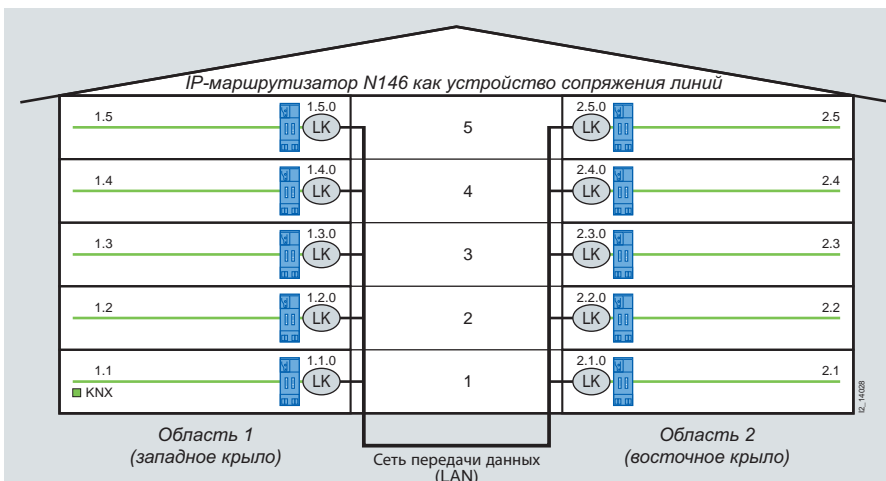 IP-маршрутизатор N146 как устройство сопряжения линий
1.5
1.5.0
LK
5
2.5.0
LK
2.5
1.4
1.4.0
LK
4
2.4.0
LK
2.4
1.3
1.3.0
LK
3
2.3.0
LK
2.3
1.2
1.2.0
LK
2
2.2.0
LK
2.2
1.1
1.1.0
LK
1
2.1.0
LK
2.1
KNX
I2_14028
Область 1
(западное крыло)
Сеть передачи данных
(LAN)
Область 2
(восточное крыло)